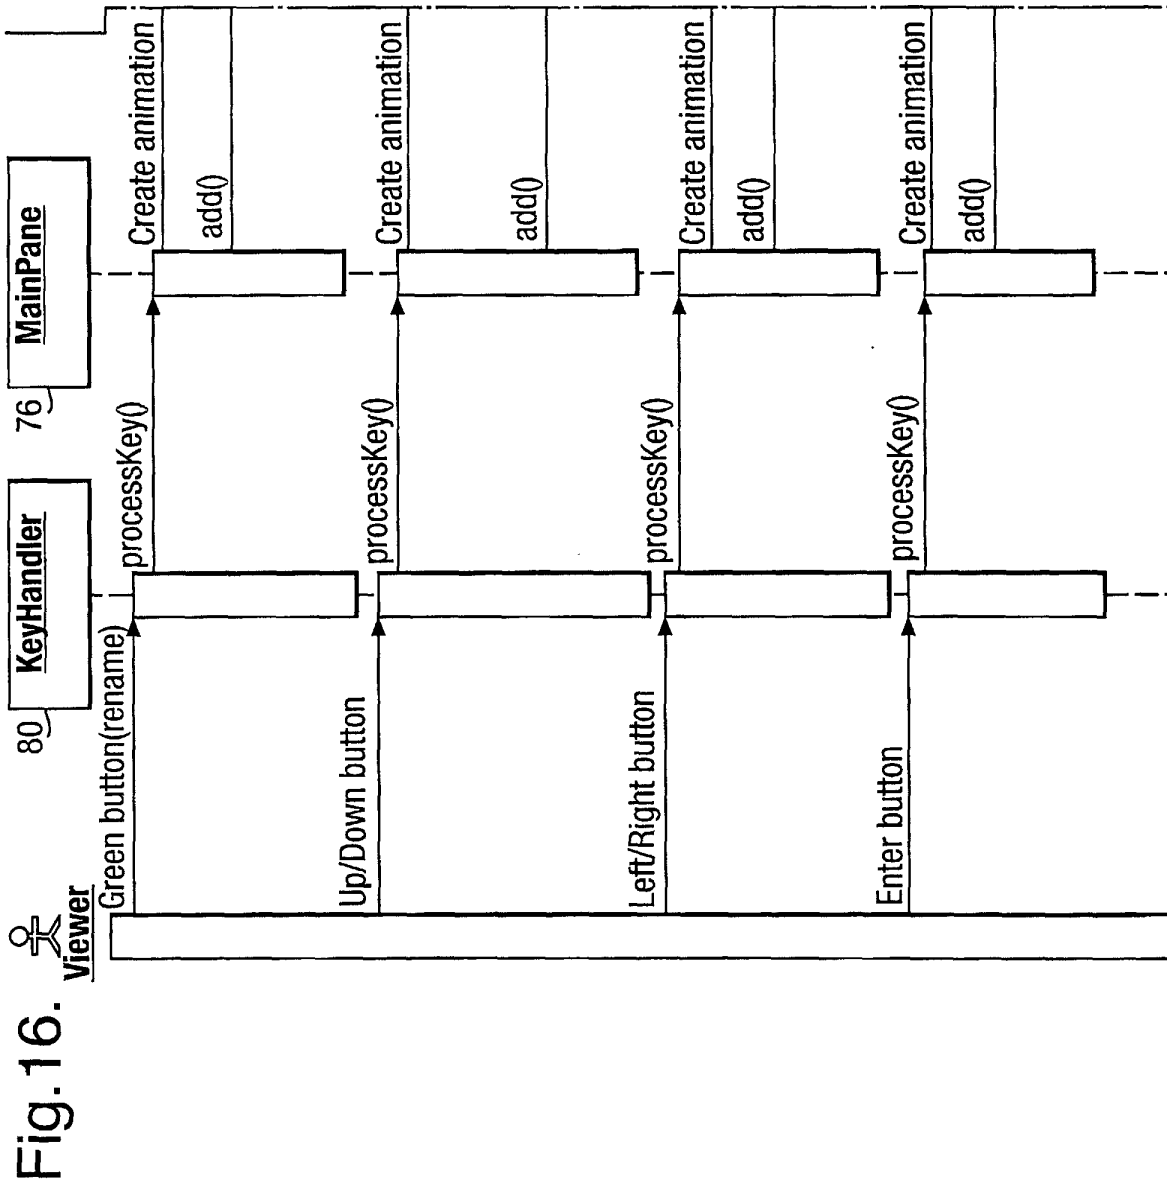 Fig.16.
Viewer
80
KeyHandler
76
MainPane
Green button(rename)
processKey()
Create animation
add()
Up/Down button
processKey()
Create animation
add()
Left/Right button
processKey()
Create animation
add()
Enter button
processKey()
Create animation
add()